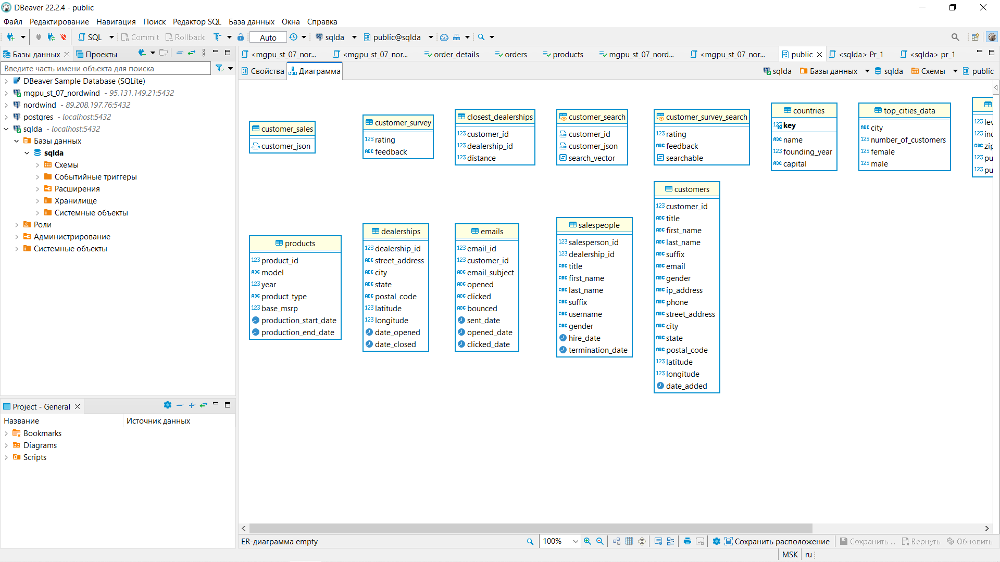 DBeaver 22.2.4 - public
Файл Редактирование Навигация Поиск Редактор SQL База данных Окна Справка
SQL Commit Rollback Auto sqlda public@sqlda
Базы данных Проекты
Введите часть имени объекта для поиска
DBeaver Sample Database (SQLite)
mgpu_st_07_nordwind - 95.131.149.21:5432
nordwind - 89.208.197.76:5432
postgres - localhost:5432
sqlda - localhost:5432
Базы данных
sqlda
Схемы
Событийные триггеры
Расширения
Хранилище
Системные объекты
Роли
Администрирование
Системные объекты
Project - General
Название Источник данных
Bookmarks
Diagrams
Scripts
<mgpu_st_07_nor... <mgpu_st_07_nor... order_details orders products mgpu_st_07_nord... <mgpu_st_07_nor... public <sqlda> Pr_1 <sqlda> pr_1
Свойства Диаграмма sqlda Базы данных sqlda Схемы public
customer_sales
customer_json
customer_survey
123 rating
ABC feedback
closest_dealerships
123 customer_id
123 dealership_id
123 distance
customer_search
customer_id
customer_json
search_vector
customer_survey_search
123 rating
ABC feedback
searchable
countries
123 key
ABC name
123 founding_year
ABC capital
top_cities_data
ABC city
123 number_of_customers
123 female
123 male
123 lev
123 inc
ABC zip
123 pu
123 pu
products
123 product_id
ABC model
123 year
ABC product_type
123 base_msrp
production_start_date
production_end_date
dealerships
123 dealership_id
ABC street_address
ABC city
ABC state
ABC postal_code
123 latitude
123 longitude
date_opened
date_closed
emails
123 email_id
123 customer_id
ABC email_subject
ABC opened
ABC clicked
ABC bounced
sent_date
opened_date
clicked_date
salespeople
123 salesperson_id
123 dealership_id
ABC title
ABC first_name
ABC last_name
ABC suffix
ABC username
ABC gender
hire_date
termination_date
customers
123 customer_id
ABC title
ABC first_name
ABC last_name
ABC suffix
ABC email
ABC gender
ABC ip_address
ABC phone
ABC street_address
ABC city
ABC state
ABC postal_code
123 latitude
123 longitude
date_added
ER-диаграмма empty 100% Сохранить расположение Сохранить ... Вернуть Обновить
MSK ru